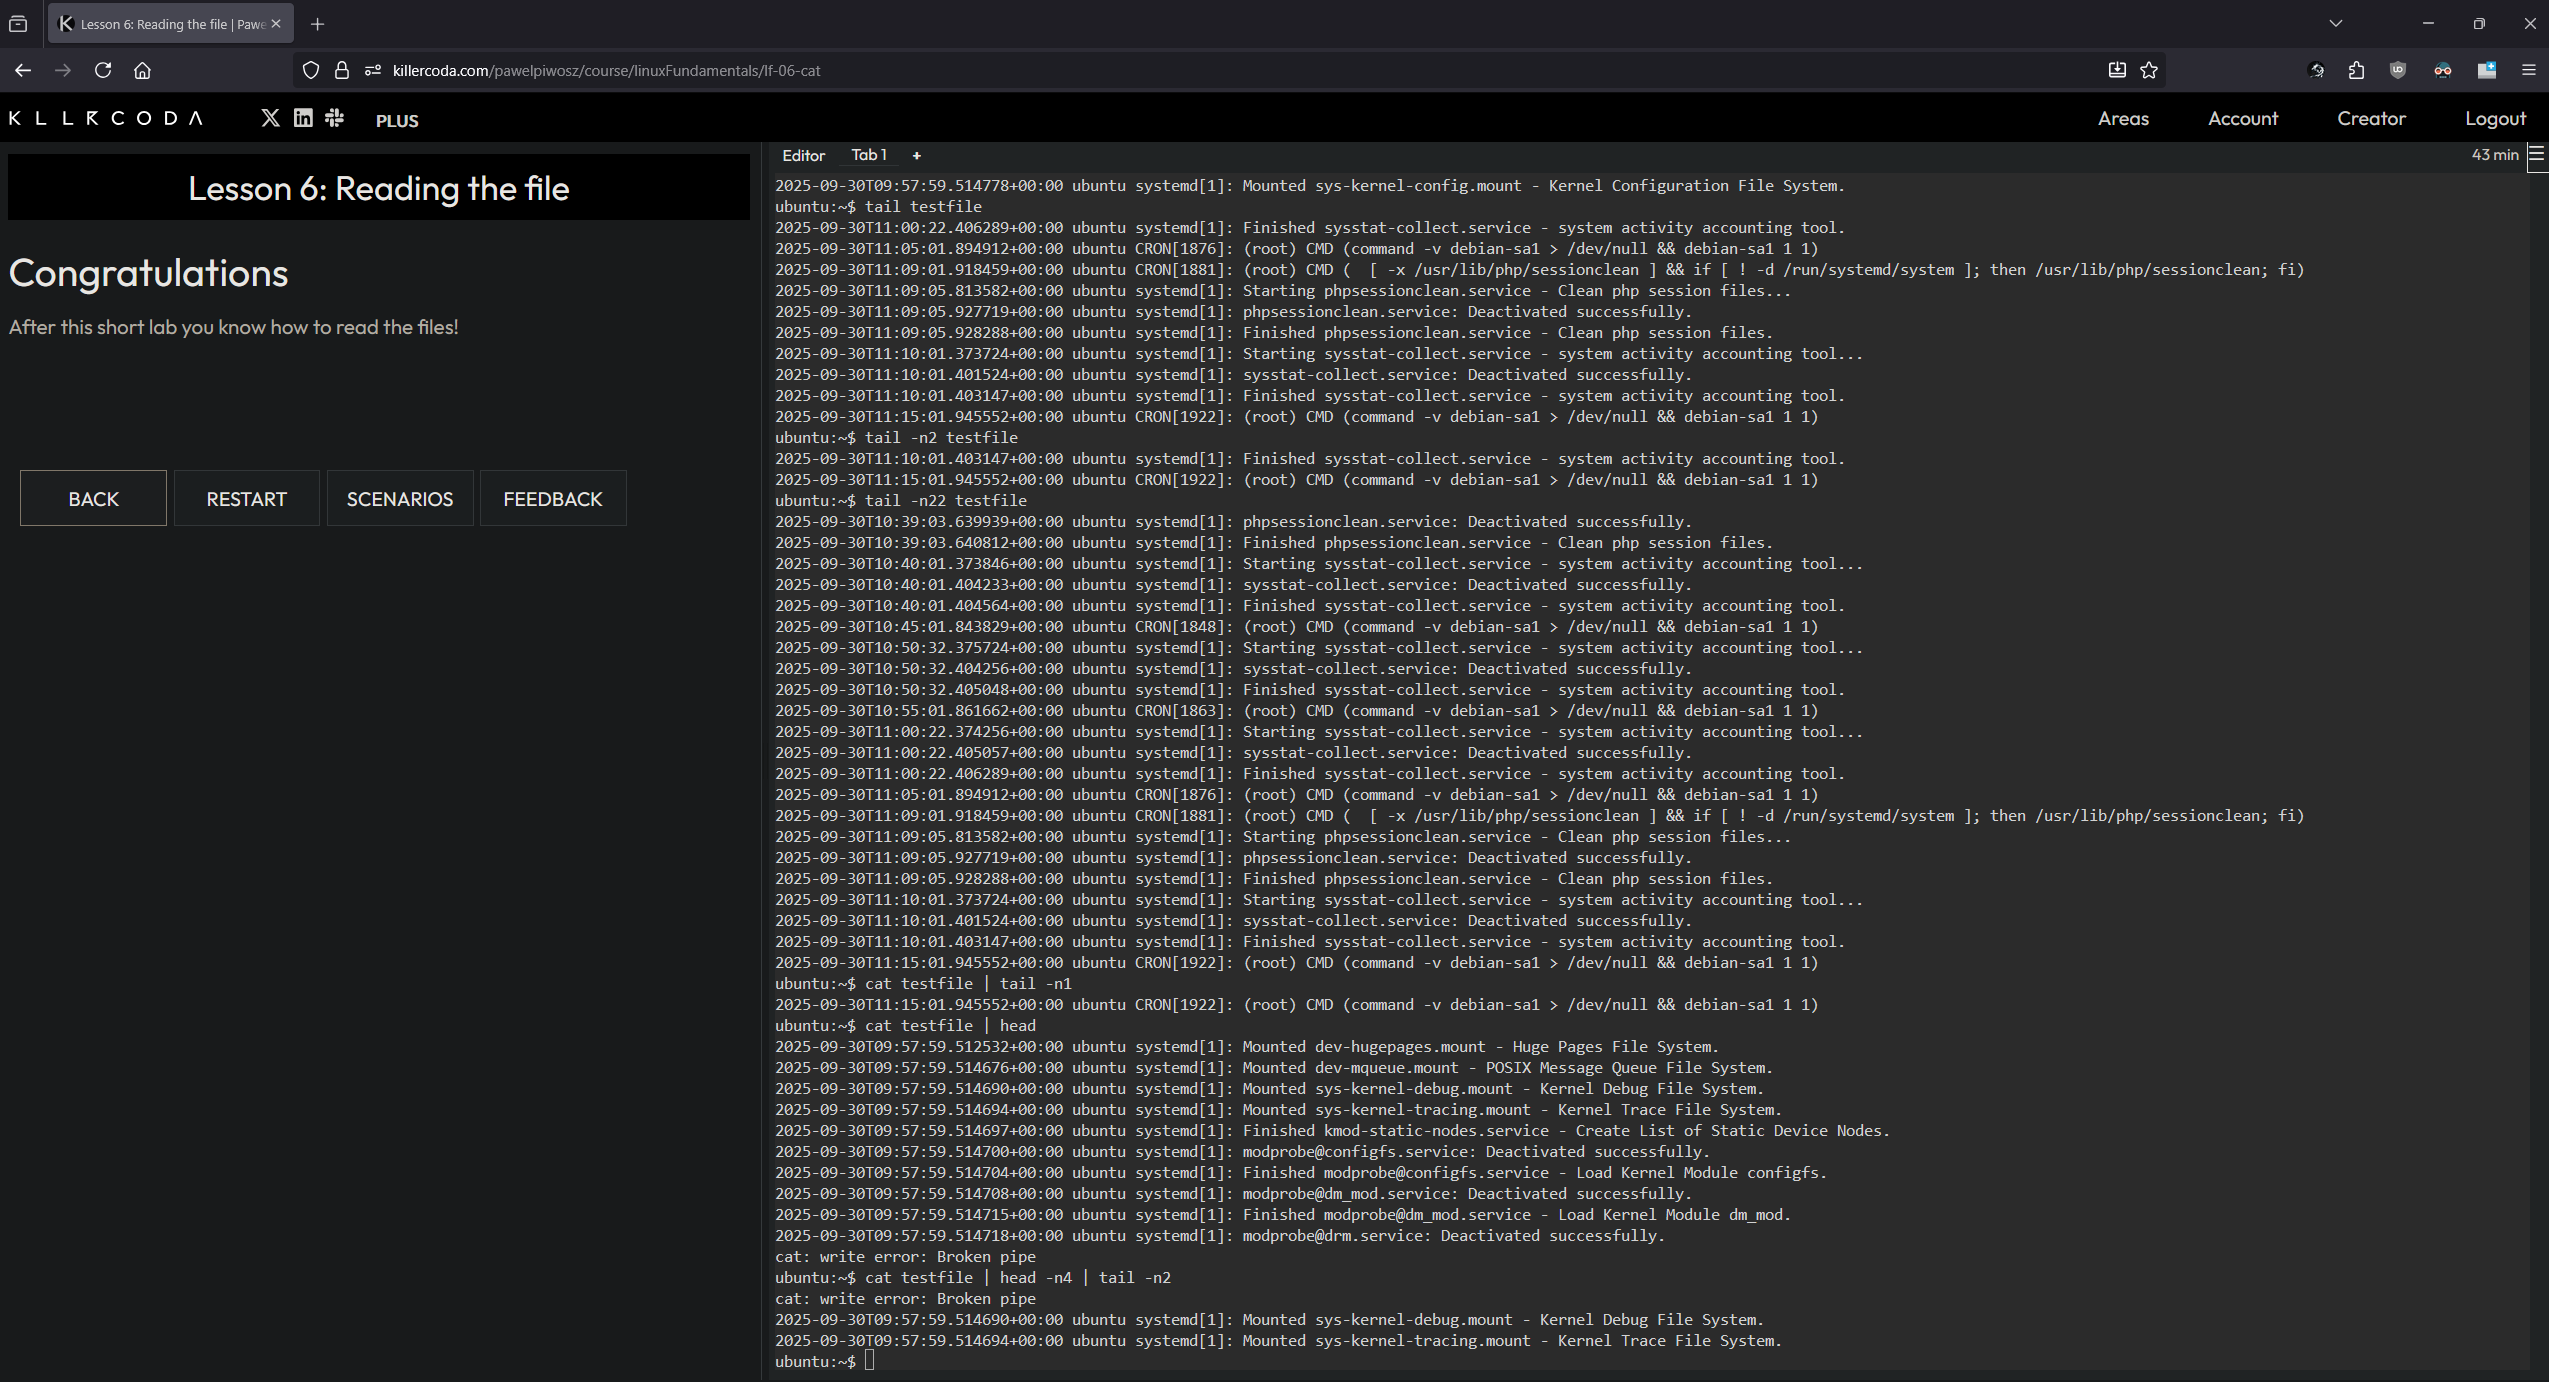 Lesson 6: Reading the file | Pawe
killercoda.com/pawelpiwosz/course/linuxFundamentals/lf-06-cat
KLLRCODA PLUS Areas Account Creator Logout
Lesson 6: Reading the file
Congratulations
After this short lab you know how to read the files!
BACK RESTART SCENARIOS FEEDBACK
Editor Tab 1 + 43 min
2025-09-30T09:57:59.514778+00:00 ubuntu systemd[1]: Mounted sys-kernel-config.mount - Kernel Configuration File System.
ubuntu:~$ tail testfile
2025-09-30T11:00:22.406289+00:00 ubuntu systemd[1]: Finished sysstat-collect.service - system activity accounting tool.
2025-09-30T11:05:01.894912+00:00 ubuntu CRON[1876]: (root) CMD (command -v debian-sa1 > /dev/null && debian-sa1 1 1)
2025-09-30T11:09:01.918459+00:00 ubuntu CRON[1881]: (root) CMD (  [ -x /usr/lib/php/sessionclean ] && if [ ! -d /run/systemd/system ]; then /usr/lib/php/sessionclean; fi)
2025-09-30T11:09:05.813582+00:00 ubuntu systemd[1]: Starting phpsessionclean.service - Clean php session files...
2025-09-30T11:09:05.927719+00:00 ubuntu systemd[1]: phpsessionclean.service: Deactivated successfully.
2025-09-30T11:09:05.928288+00:00 ubuntu systemd[1]: Finished phpsessionclean.service - Clean php session files.
2025-09-30T11:10:01.373724+00:00 ubuntu systemd[1]: Starting sysstat-collect.service - system activity accounting tool...
2025-09-30T11:10:01.401524+00:00 ubuntu systemd[1]: sysstat-collect.service: Deactivated successfully.
2025-09-30T11:10:01.403147+00:00 ubuntu systemd[1]: Finished sysstat-collect.service - system activity accounting tool.
2025-09-30T11:15:01.945552+00:00 ubuntu CRON[1922]: (root) CMD (command -v debian-sa1 > /dev/null && debian-sa1 1 1)
ubuntu:~$ tail -n2 testfile
2025-09-30T11:10:01.403147+00:00 ubuntu systemd[1]: Finished sysstat-collect.service - system activity accounting tool.
2025-09-30T11:15:01.945552+00:00 ubuntu CRON[1922]: (root) CMD (command -v debian-sa1 > /dev/null && debian-sa1 1 1)
ubuntu:~$ tail -n22 testfile
2025-09-30T10:39:03.639939+00:00 ubuntu systemd[1]: phpsessionclean.service: Deactivated successfully.
2025-09-30T10:39:03.640812+00:00 ubuntu systemd[1]: Finished phpsessionclean.service - Clean php session files.
2025-09-30T10:40:01.373846+00:00 ubuntu systemd[1]: Starting sysstat-collect.service - system activity accounting tool...
2025-09-30T10:40:01.404233+00:00 ubuntu systemd[1]: sysstat-collect.service: Deactivated successfully.
2025-09-30T10:40:01.404564+00:00 ubuntu systemd[1]: Finished sysstat-collect.service - system activity accounting tool.
2025-09-30T10:45:01.843829+00:00 ubuntu CRON[1848]: (root) CMD (command -v debian-sa1 > /dev/null && debian-sa1 1 1)
2025-09-30T10:50:32.375724+00:00 ubuntu systemd[1]: Starting sysstat-collect.service - system activity accounting tool...
2025-09-30T10:50:32.404256+00:00 ubuntu systemd[1]: sysstat-collect.service: Deactivated successfully.
2025-09-30T10:50:32.405048+00:00 ubuntu systemd[1]: Finished sysstat-collect.service - system activity accounting tool.
2025-09-30T10:55:01.861662+00:00 ubuntu CRON[1863]: (root) CMD (command -v debian-sa1 > /dev/null && debian-sa1 1 1)
2025-09-30T11:00:22.374256+00:00 ubuntu systemd[1]: Starting sysstat-collect.service - system activity accounting tool...
2025-09-30T11:00:22.405057+00:00 ubuntu systemd[1]: sysstat-collect.service: Deactivated successfully.
2025-09-30T11:00:22.406289+00:00 ubuntu systemd[1]: Finished sysstat-collect.service - system activity accounting tool.
2025-09-30T11:05:01.894912+00:00 ubuntu CRON[1876]: (root) CMD (command -v debian-sa1 > /dev/null && debian-sa1 1 1)
2025-09-30T11:09:01.918459+00:00 ubuntu CRON[1881]: (root) CMD (  [ -x /usr/lib/php/sessionclean ] && if [ ! -d /run/systemd/system ]; then /usr/lib/php/sessionclean; fi)
2025-09-30T11:09:05.813582+00:00 ubuntu systemd[1]: Starting phpsessionclean.service - Clean php session files...
2025-09-30T11:09:05.927719+00:00 ubuntu systemd[1]: phpsessionclean.service: Deactivated successfully.
2025-09-30T11:09:05.928288+00:00 ubuntu systemd[1]: Finished phpsessionclean.service - Clean php session files.
2025-09-30T11:10:01.373724+00:00 ubuntu systemd[1]: Starting sysstat-collect.service - system activity accounting tool...
2025-09-30T11:10:01.401524+00:00 ubuntu systemd[1]: sysstat-collect.service: Deactivated successfully.
2025-09-30T11:10:01.403147+00:00 ubuntu systemd[1]: Finished sysstat-collect.service - system activity accounting tool.
2025-09-30T11:15:01.945552+00:00 ubuntu CRON[1922]: (root) CMD (command -v debian-sa1 > /dev/null && debian-sa1 1 1)
ubuntu:~$ cat testfile | tail -n1
2025-09-30T11:15:01.945552+00:00 ubuntu CRON[1922]: (root) CMD (command -v debian-sa1 > /dev/null && debian-sa1 1 1)
ubuntu:~$ cat testfile | head
2025-09-30T09:57:59.512532+00:00 ubuntu systemd[1]: Mounted dev-hugepages.mount - Huge Pages File System.
2025-09-30T09:57:59.514676+00:00 ubuntu systemd[1]: Mounted dev-mqueue.mount - POSIX Message Queue File System.
2025-09-30T09:57:59.514690+00:00 ubuntu systemd[1]: Mounted sys-kernel-debug.mount - Kernel Debug File System.
2025-09-30T09:57:59.514694+00:00 ubuntu systemd[1]: Mounted sys-kernel-tracing.mount - Kernel Trace File System.
2025-09-30T09:57:59.514697+00:00 ubuntu systemd[1]: Finished kmod-static-nodes.service - Create List of Static Device Nodes.
2025-09-30T09:57:59.514700+00:00 ubuntu systemd[1]: modprobe@configfs.service: Deactivated successfully.
2025-09-30T09:57:59.514704+00:00 ubuntu systemd[1]: Finished modprobe@configfs.service - Load Kernel Module configfs.
2025-09-30T09:57:59.514708+00:00 ubuntu systemd[1]: modprobe@dm_mod.service: Deactivated successfully.
2025-09-30T09:57:59.514715+00:00 ubuntu systemd[1]: Finished modprobe@dm_mod.service - Load Kernel Module dm_mod.
2025-09-30T09:57:59.514718+00:00 ubuntu systemd[1]: modprobe@drm.service: Deactivated successfully.
cat: write error: Broken pipe
ubuntu:~$ cat testfile | head -n4 | tail -n2
cat: write error: Broken pipe
2025-09-30T09:57:59.514690+00:00 ubuntu systemd[1]: Mounted sys-kernel-debug.mount - Kernel Debug File System.
2025-09-30T09:57:59.514694+00:00 ubuntu systemd[1]: Mounted sys-kernel-tracing.mount - Kernel Trace File System.
ubuntu:~$